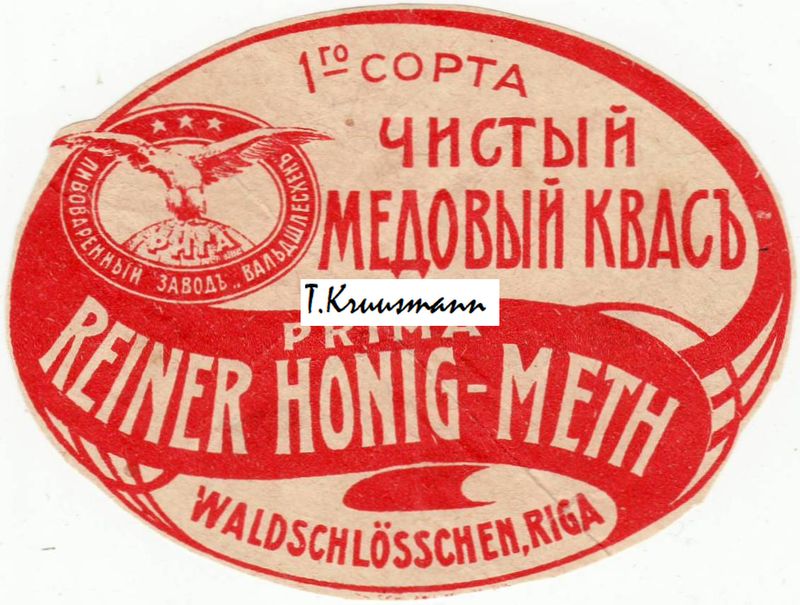 1го СОРТА
ЧИСТЫЙ
МЕДОВЫЙ КВАСЪ
РИГА
ПИВОВАРЕННЫЙ ЗАВОДЪ „ВАЛЬДШЛЕСХЕНЪ"
T.Kruusmann
PRIMA
REINER HONIG-METH
WALDSCHLÖSSCHEN, RIGA